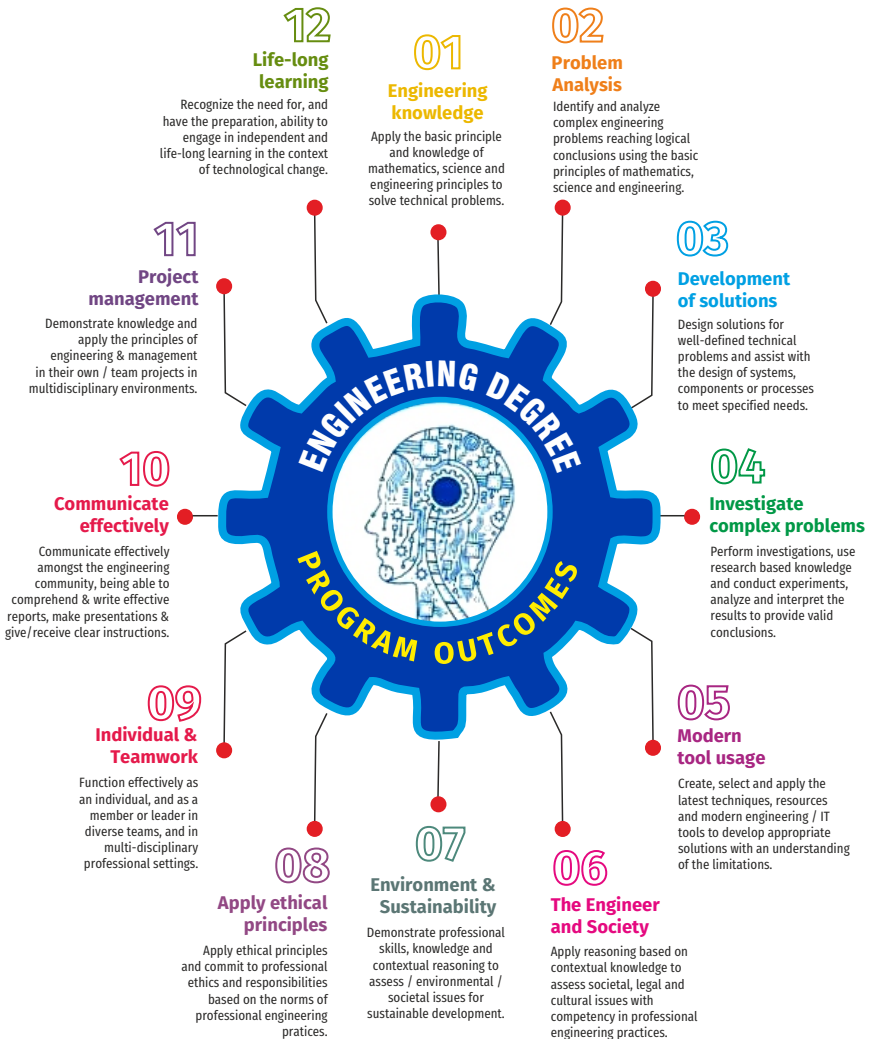 ENGINEERING DEGREE
PROGRAM OUTCOMES
01
Engineering
knowledge
Apply the basic principle
and knowledge of
mathematics, science and
engineering principles to
solve technical problems.
02
Problem
Analysis
Identify and analyze
complex engineering
problems reaching logical
conclusions using the basic
principles of mathematics,
science and engineering.
03
Development
of solutions
Design solutions for
well-defined technical
problems and assist with
the design of systems,
components or processes
to meet specified needs.
04
Investigate
complex problems
Perform investigations, use
research based knowledge
and conduct experiments,
analyze and interpret the
results to provide valid
conclusions.
05
Modern
tool usage
Create, select and apply the
latest techniques, resources
and modern engineering / IT
tools to develop appropriate
solutions with an understanding
of the limitations.
06
The Engineer
and Society
Apply reasoning based on
contextual knowledge to
assess societal, legal and
cultural issues with
competency in professional
engineering practices.
07
Environment &
Sustainability
Demonstrate professional
skills, knowledge and
contextual reasoning to
assess / environmental /
societal issues for
sustainable development.
08
Apply ethical
principles
Apply ethical principles
and commit to professional
ethics and responsibilities
based on the norms of
professional engineering
pratices.
09
Individual &
Teamwork
Function effectively as
an individual, and as a
member or leader in
diverse teams, and in
multi-disciplinary
professional settings.
10
Communicate
effectively
Communicate effectively
amongst the engineering
community, being able to
comprehend & write effective
reports, make presentations &
give/receive clear instructions.
11
Project
management
Demonstrate knowledge and
apply the principles of
engineering & management
in their own / team projects in
multidisciplinary environments.
12
Life-long
learning
Recognize the need for, and
have the preparation, ability to
engage in independent and
life-long learning in the context
of technological change.